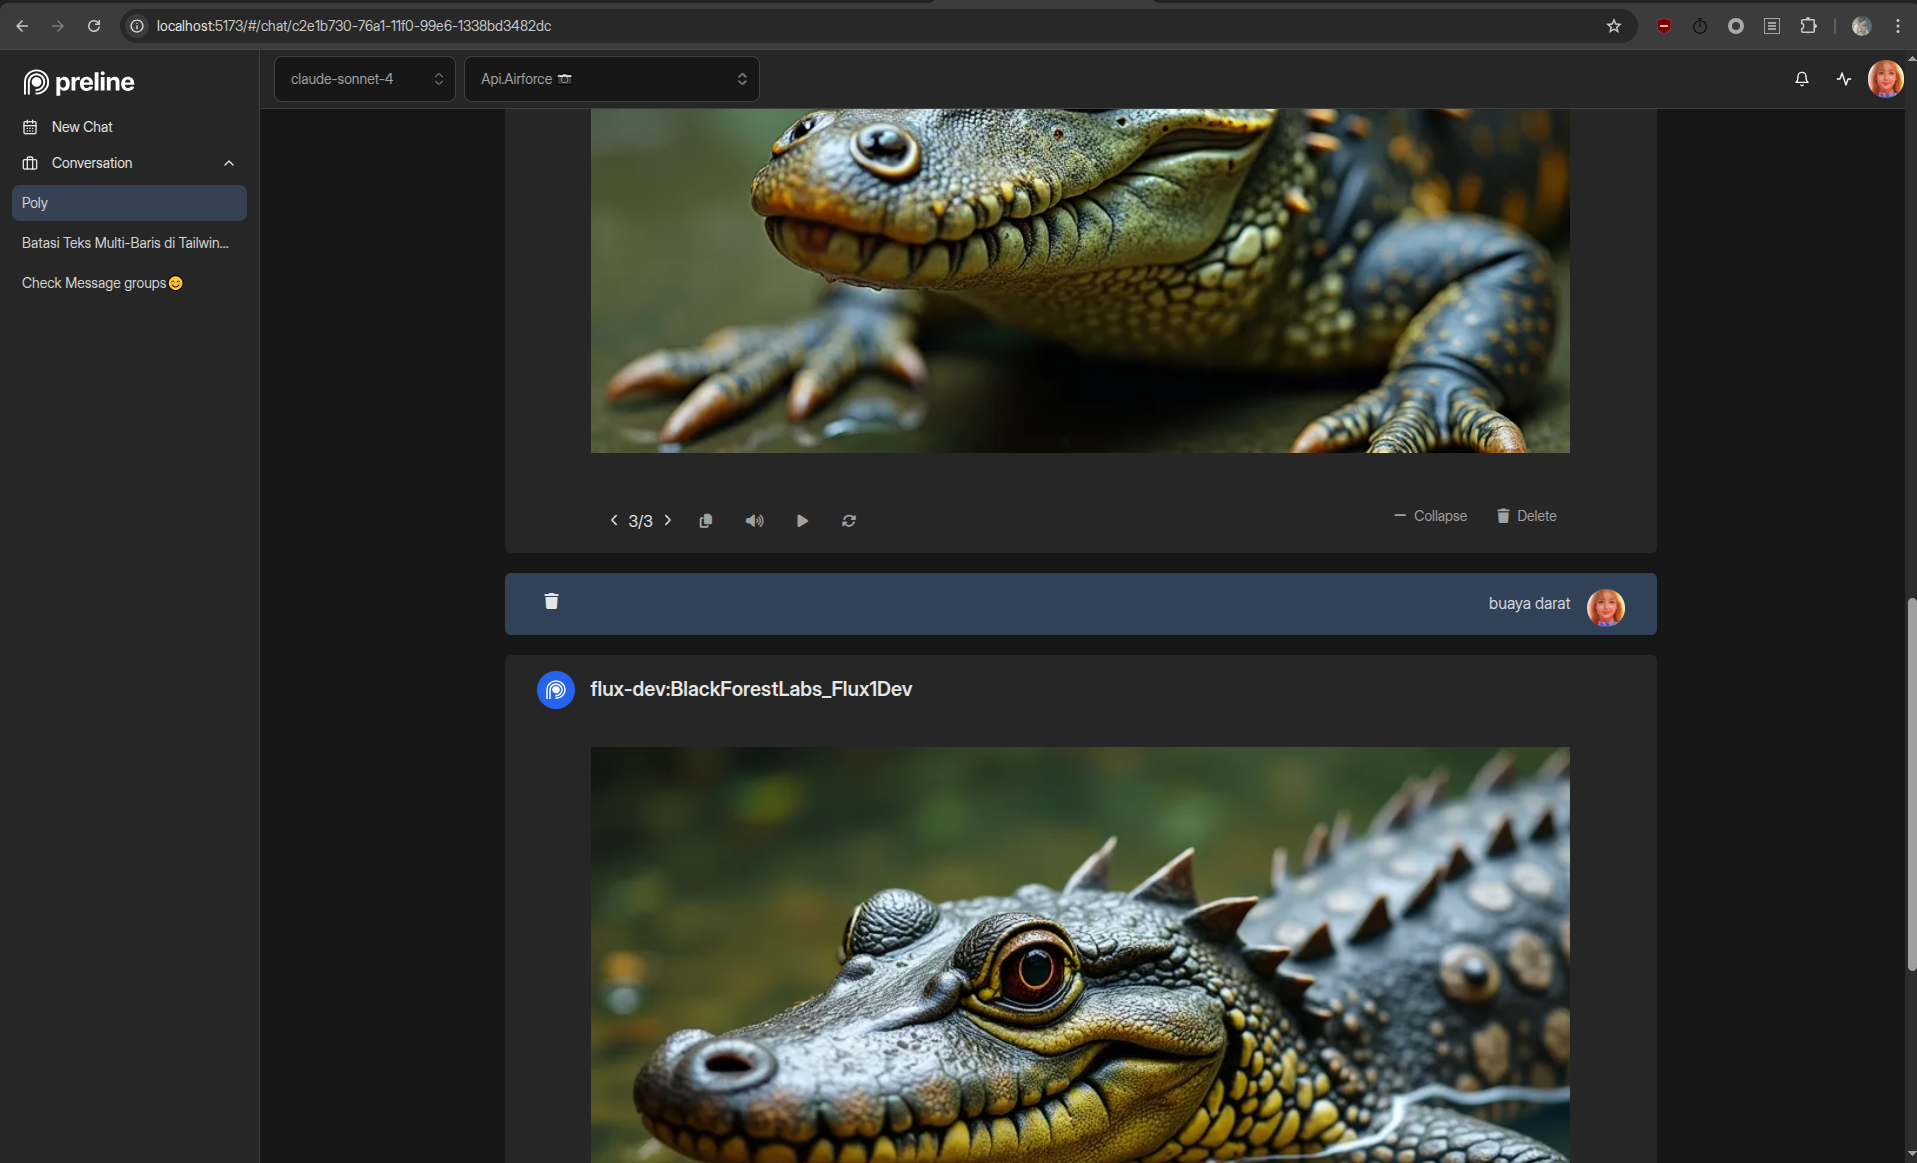 localhost:5173/#/chat/c2e1b730-76a1-11f0-99e6-1338bd3482dc
preline
claude-sonnet-4
Api.Airforce 📷
New Chat
Conversation
Poly
Batasi Teks Multi-Baris di Tailwin...
Check Message groups😊
3/3
Collapse
Delete
buaya darat
flux-dev:BlackForestLabs_Flux1Dev